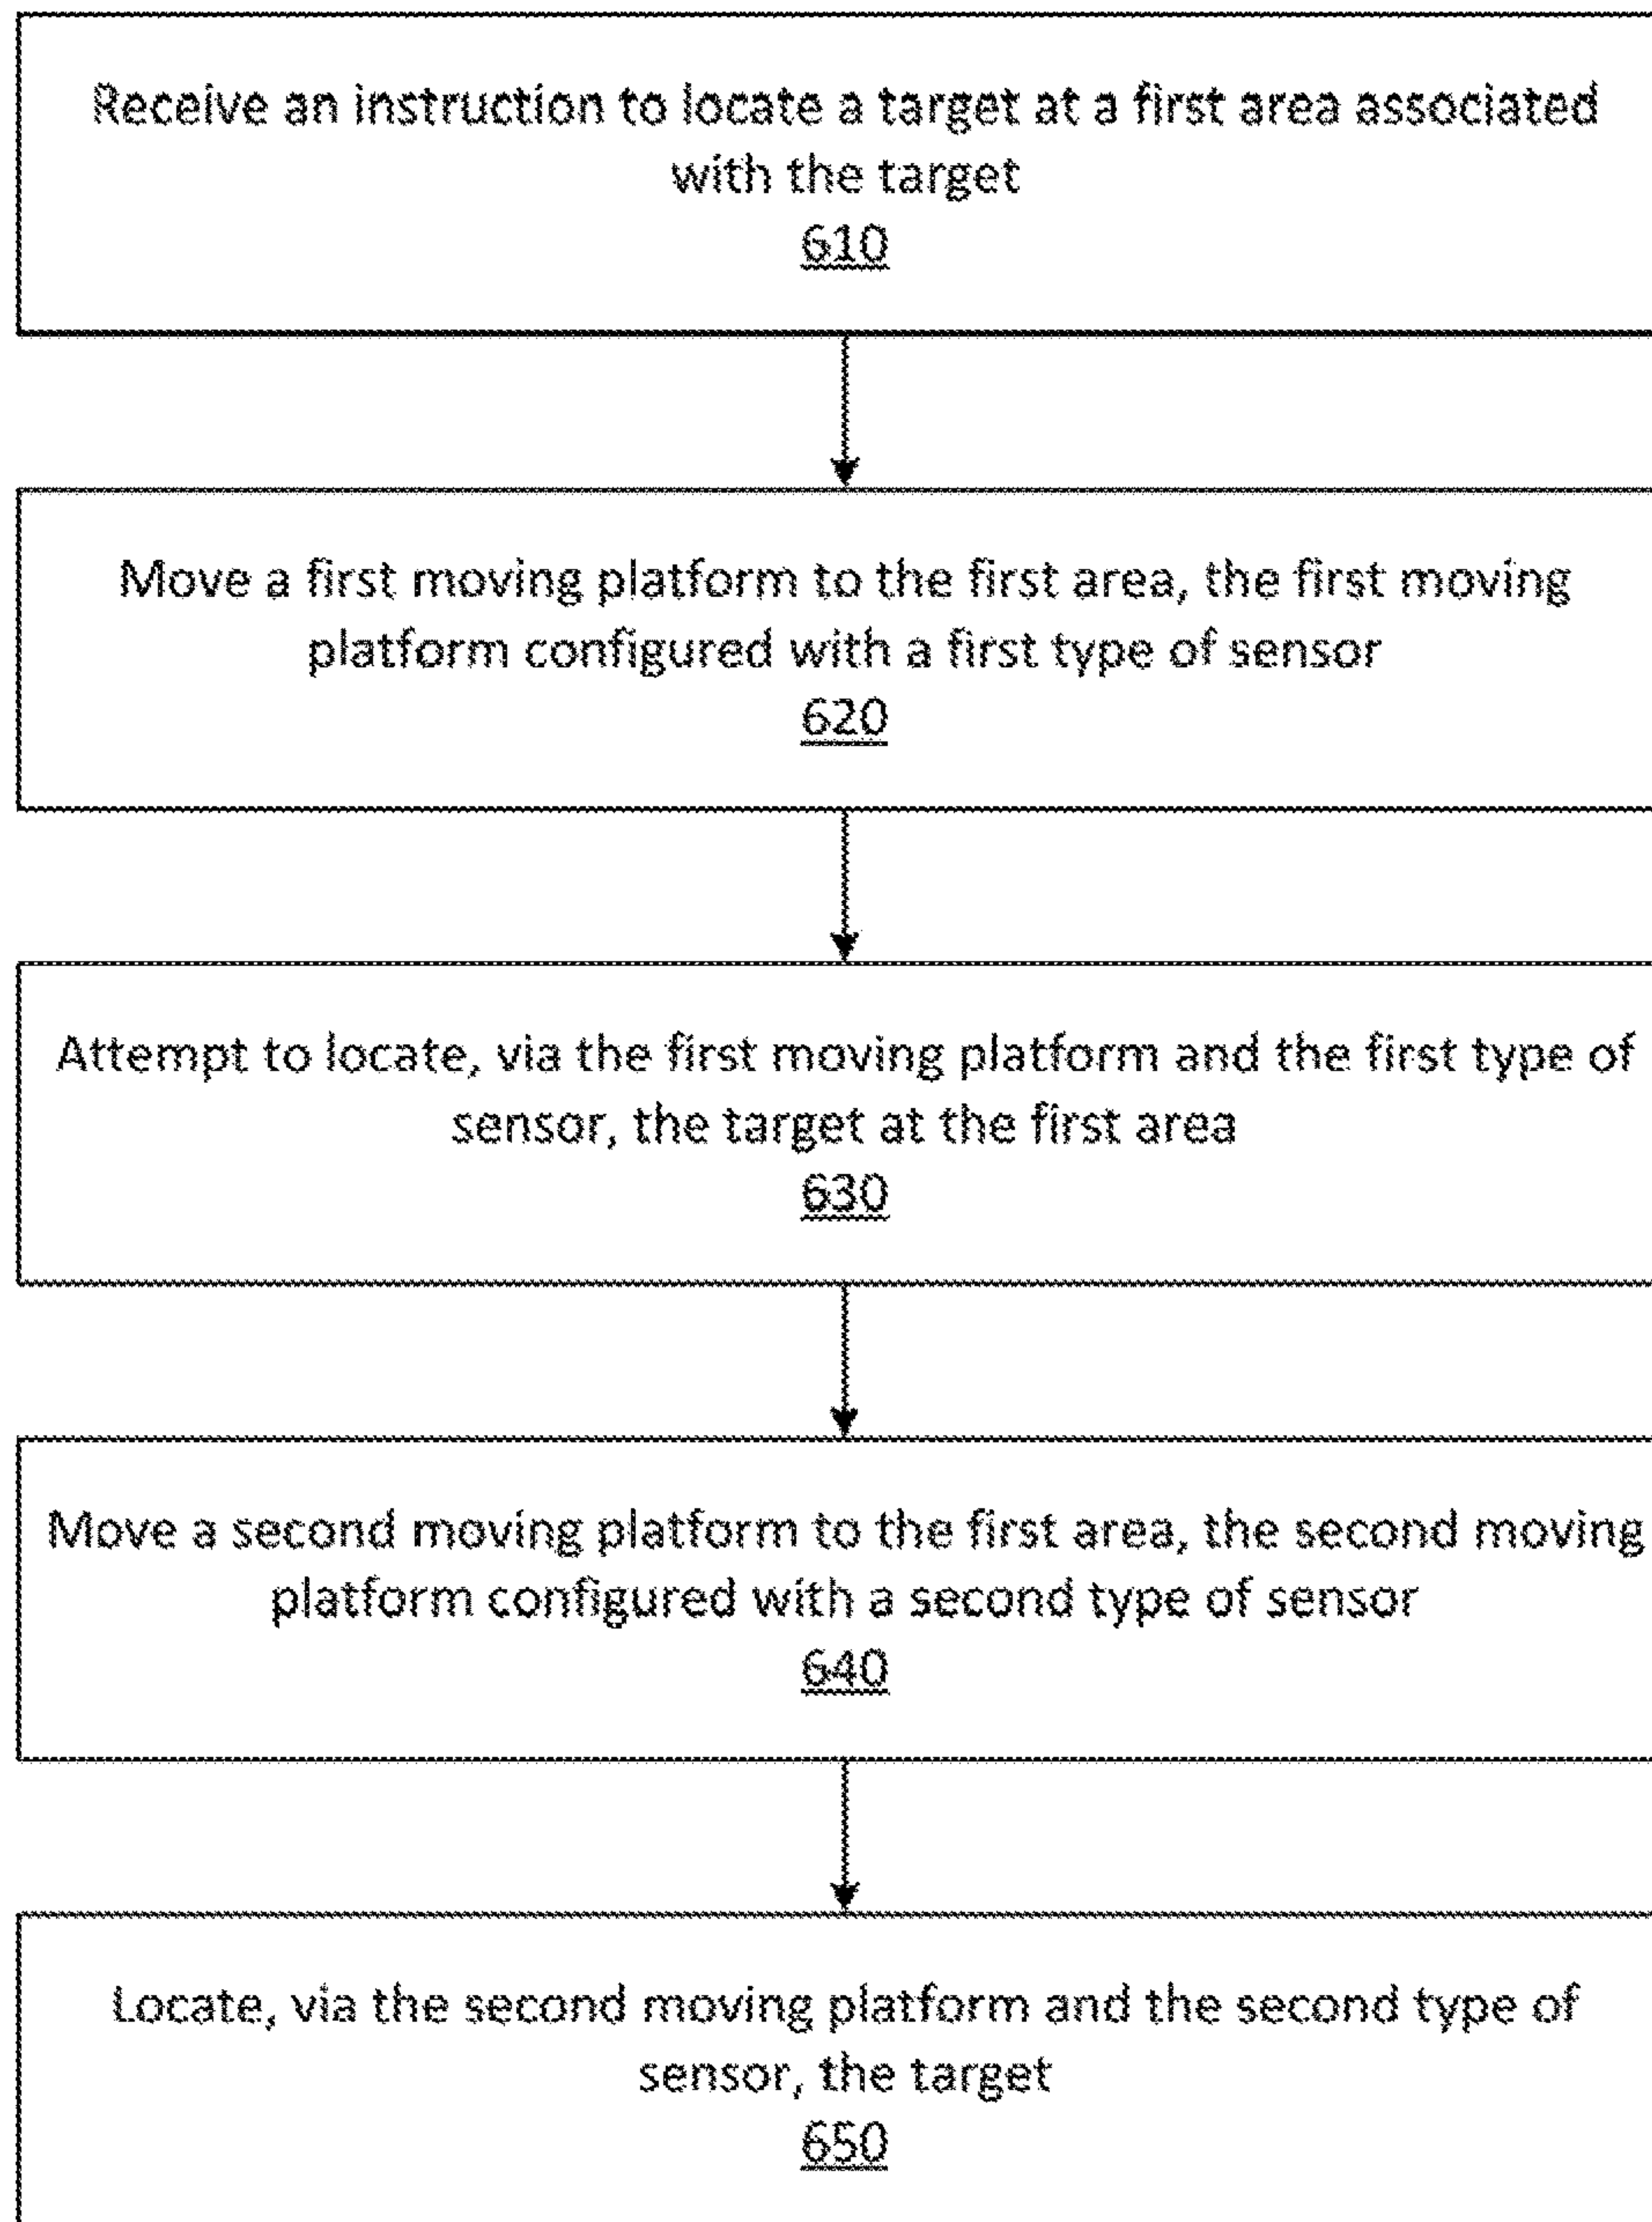 Receive an instruction to locate a target at a first area associated
with the target
610
Move a first moving platform to the first area, the first moving
platform configured with a first type of sensor
620
Attempt to locate, via the first moving platform and the first type of
sensor, the target at the first area
630
Move a second moving platform to the first area, the second moving
platform configured with a second type of sensor
640
Locate, via the second moving platform and the second type of
sensor, the target
650